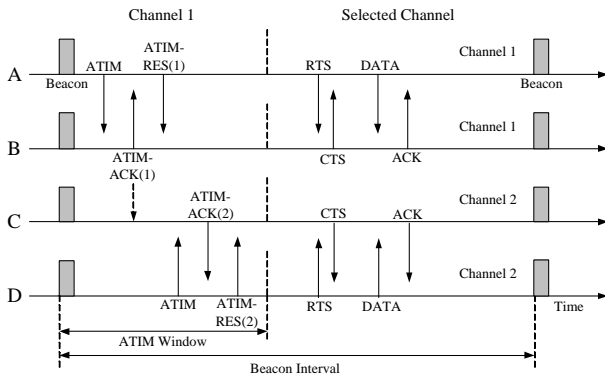 Channel 1
Selected Channel
ATIM
ATIM-
RES(1)
RTS
DATA
Channel 1
A
Beacon
Beacon
Channel 1
B
ATIM-
ACK(1)
CTS
ACK
ATIM-
ACK(2)
CTS
ACK
Channel 2
C
Channel 2
D
ATIM
ATIM-
RES(2)
RTS
DATA
Time
ATIM Window
Beacon Interval